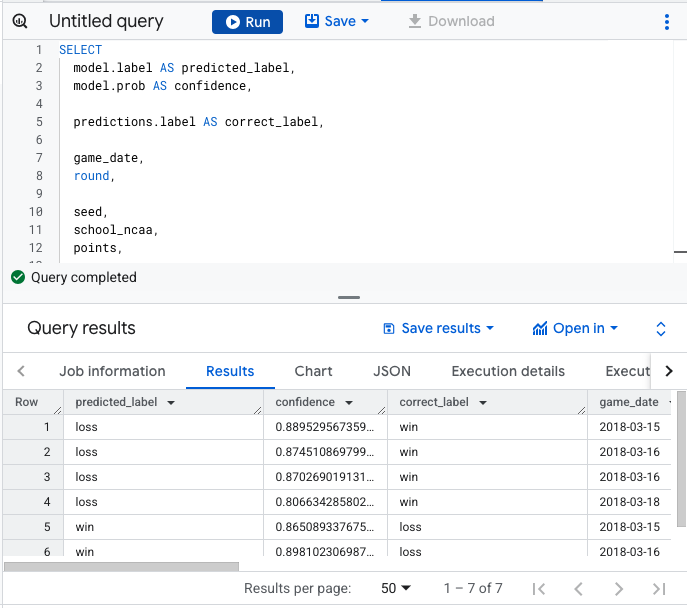 Untitled query Run Save Download
1 SELECT
2 model.label AS predicted_label,
3 model.prob AS confidence,
4
5 predictions.label AS correct_label,
6
7 game_date,
8 round,
9
10 seed,
11 school_ncaa,
12 points,
Query completed
Query results Save results Open in
Job information Results Chart JSON Execution details Execut
Row predicted_label confidence correct_label game_date
1 loss 0.889529567359... win 2018-03-15
2 loss 0.874510869799... win 2018-03-16
3 loss 0.870269019131... win 2018-03-16
4 loss 0.806634285802... win 2018-03-18
5 win 0.865089337675... loss 2018-03-15
6 win 0.898102306987... loss 2018-03-16
Results per page: 50 1 – 7 of 7